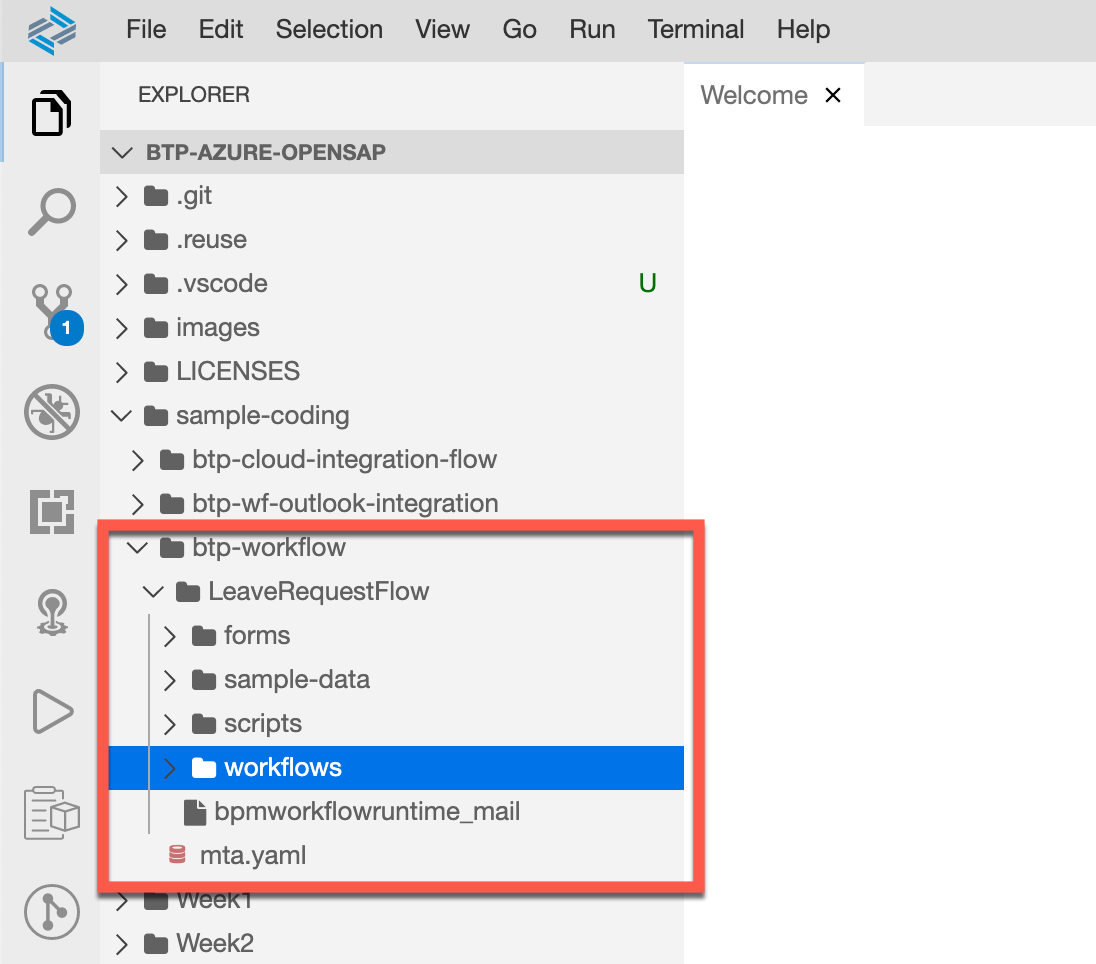 File Edit Selection View Go Run Terminal Help
EXPLORER
Welcome
BTP-AZURE-OPENSAP
.git
.reuse
.vscode U
images
1
LICENSES
sample-coding
btp-cloud-integration-flow
btp-wf-outlook-integration
btp-workflow
LeaveRequestFlow
forms
sample-data
scripts
workflows
bpmworkflowruntime_mail
mta.yaml
Week1
Week2